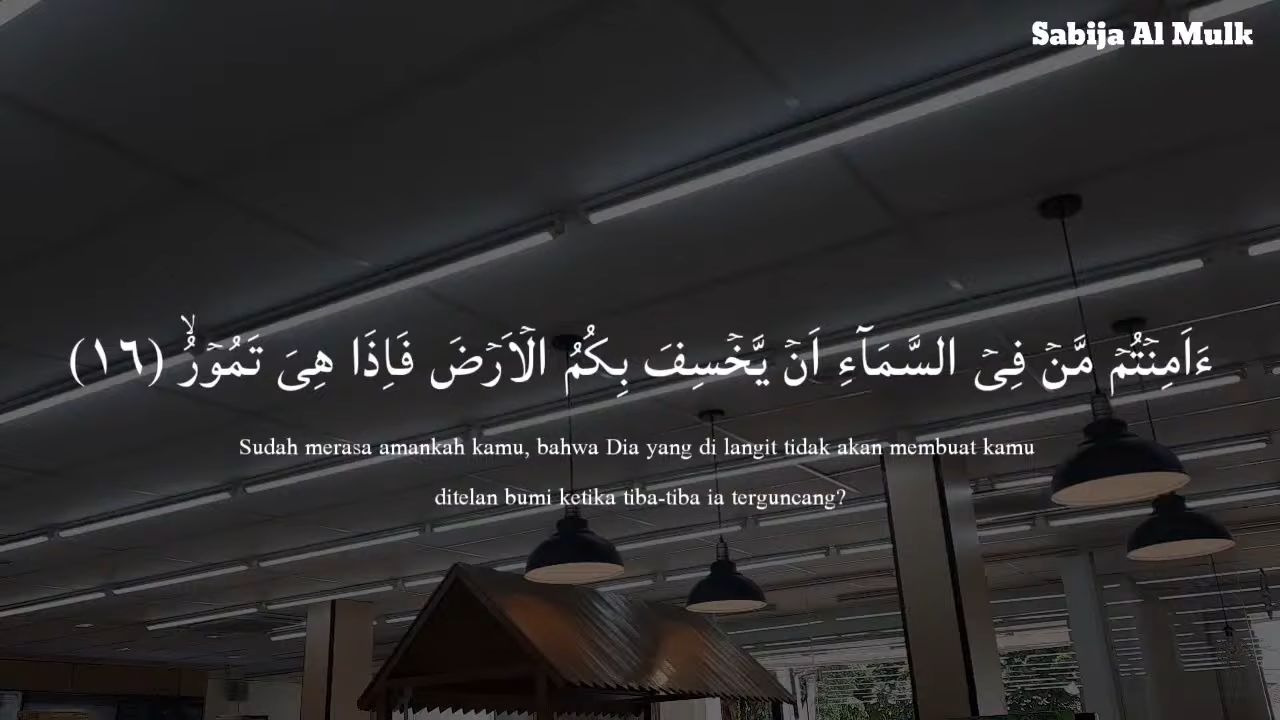 Sabija Al Mulk
ءَاَمِنۡتُمۡ مَّنۡ فِىۡ السَّمَآءِ اَنۡ يَّخۡسِفَ بِكُمُ الۡاَرۡضَ فَاِذَا هِىَ تَمُوۡرُۙ‏ (١٦)
Sudah merasa amankah kamu, bahwa Dia yang di langit tidak akan membuat kamu
ditelan bumi ketika tiba-tiba ia terguncang?